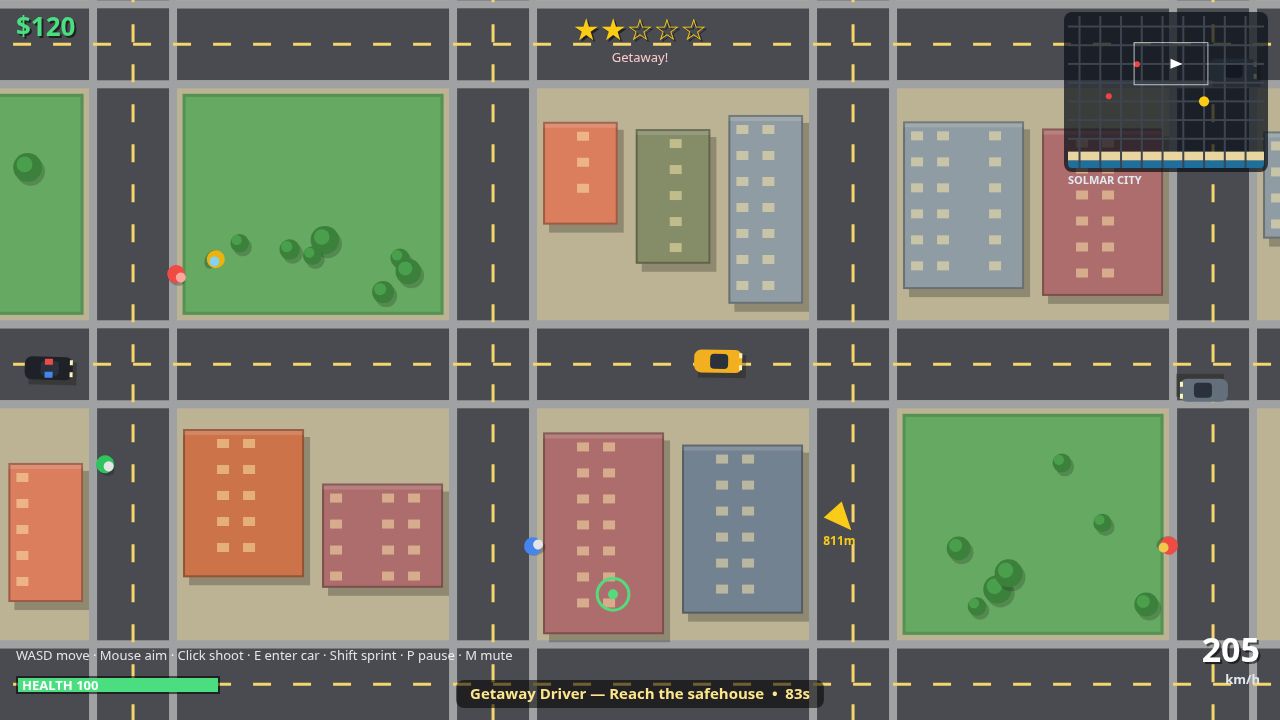 $120
★★☆☆☆
Getaway!
SOLMAR CITY
811m
WASD move · Mouse aim · Click shoot · E enter car · Shift sprint · P pause · M mute
HEALTH 100
Getaway Driver — Reach the safehouse • 83s
205
km/h